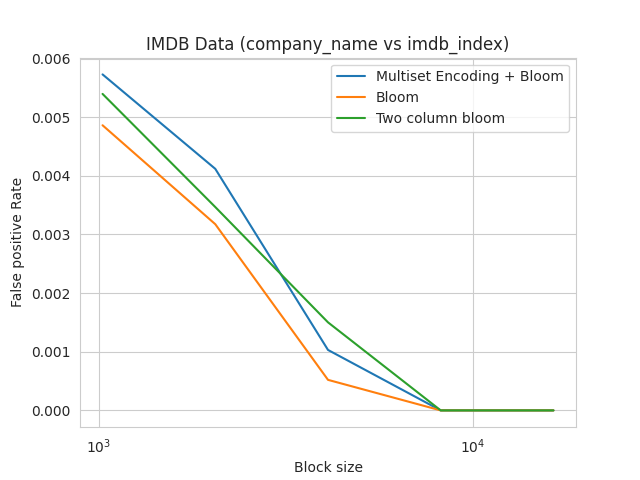 IMDB Data (company_name vs imdb_index)
Multiset Encoding + Bloom
Bloom
Two column bloom
False positive Rate
0.006
0.005
0.004
0.003
0.002
0.001
0.000
10³
10⁴
Block size